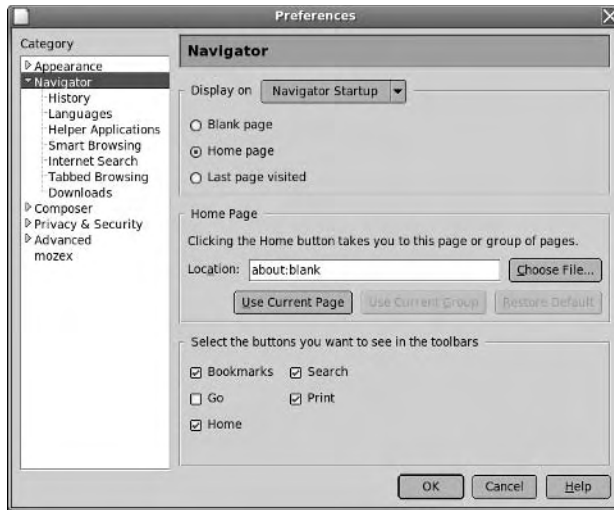 Preferences
Category
Appearance
Navigator
History
Languages
Helper Applications
Smart Browsing
Internet Search
Tabbed Browsing
Downloads
Composer
Privacy & Security
Advanced
mozex
Navigator
Display on Navigator Startup
Blank page
Home page
Last page visited
Home Page
Clicking the Home button takes you to this page or group of pages.
Location: about:blank Choose File...
Use Current Page Use Current Group Restore Default
Select the buttons you want to see in the toolbars
Bookmarks Search
Go Print
Home
OK Cancel Help